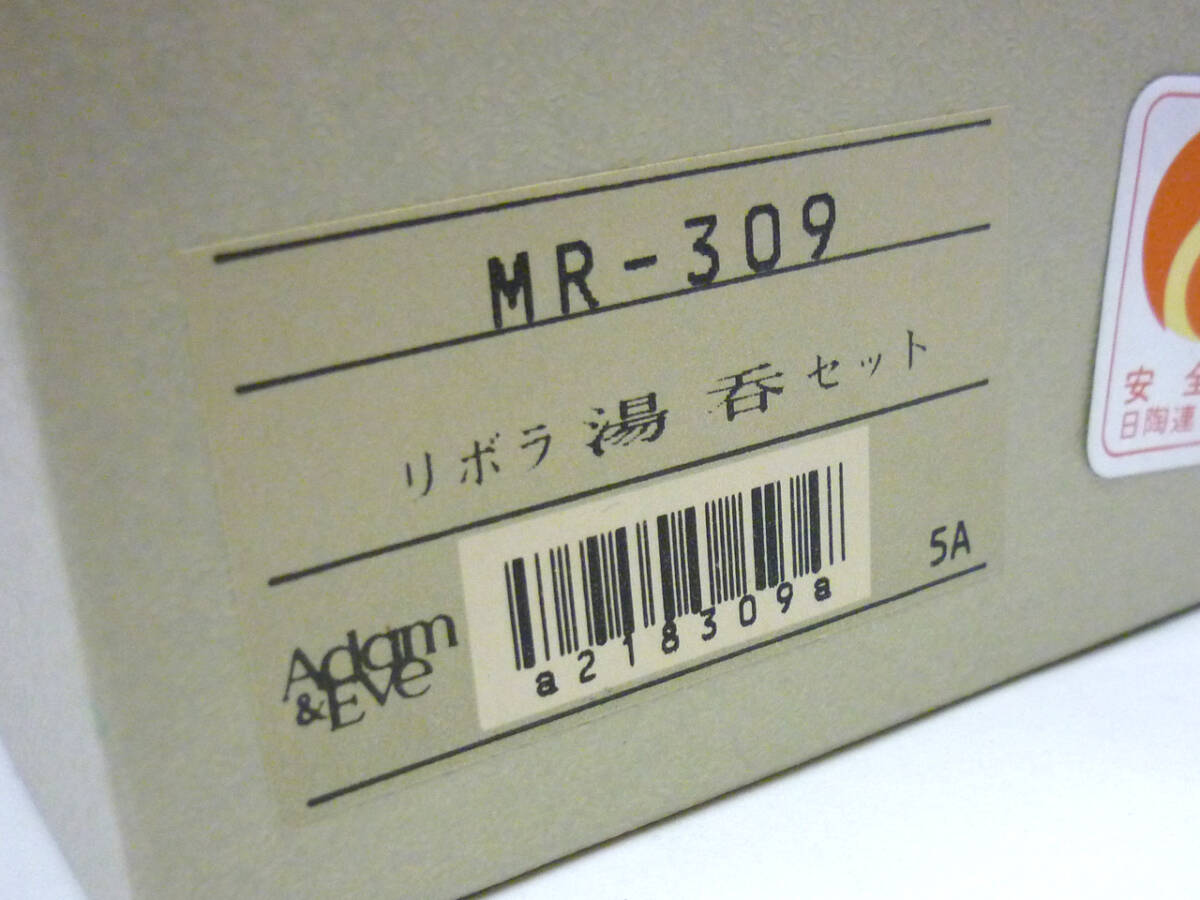 MR-309
リボラ湯呑セット
Adam
&Eve
a218309a
5A
安全
日陶連